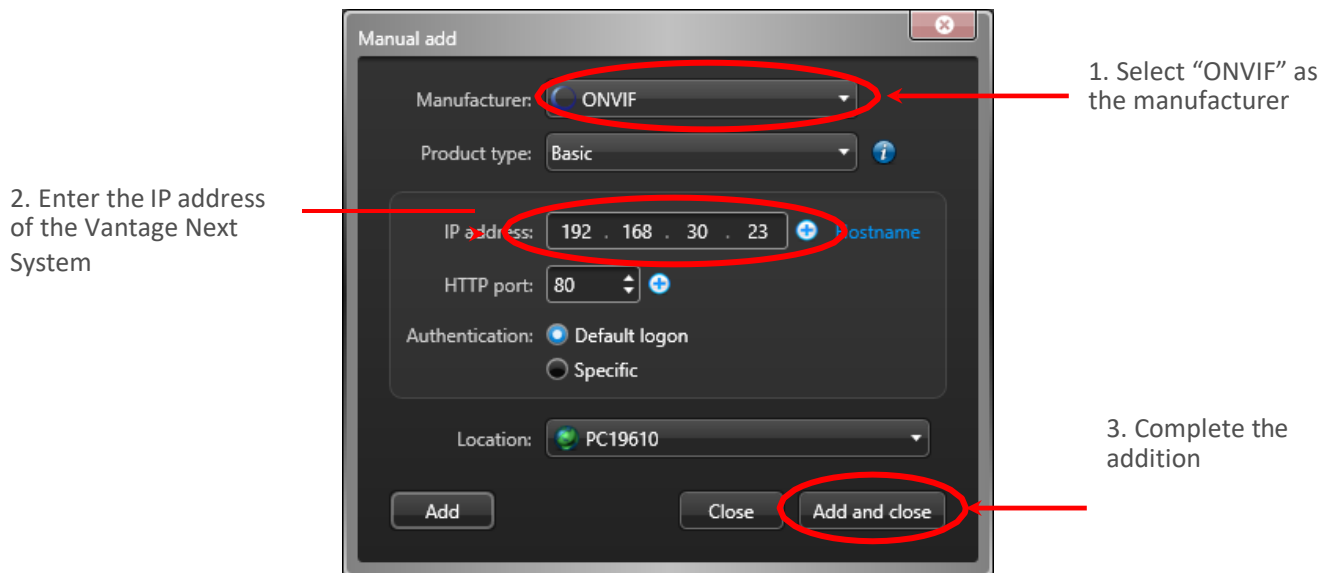 Manual add
Manufacturer: ONVIF
1. Select “ONVIF” as
the manufacturer
Product type: Basic
2. Enter the IP address
of the Vantage Next
System
IP address: 192 . 168 . 30 . 23 Hostname
HTTP port: 80
Authentication: Default logon
Specific
Location: PC19610
3. Complete the
addition
Add
Close
Add and close